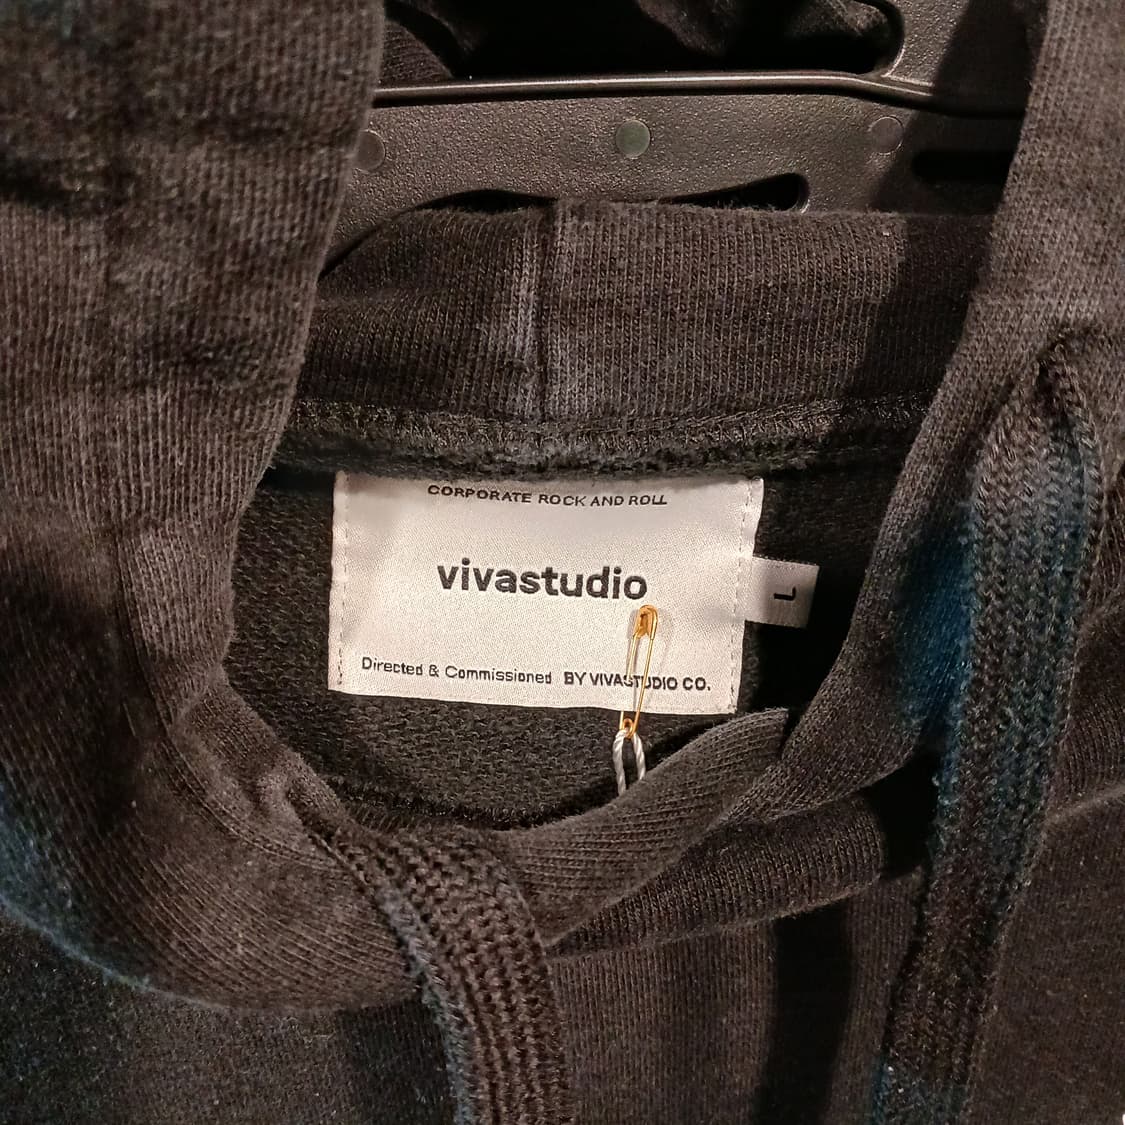 CORPORATE ROCK AND ROLL
vivastudio
L
Directed & Commissioned BY VIVASTUDIO CO.